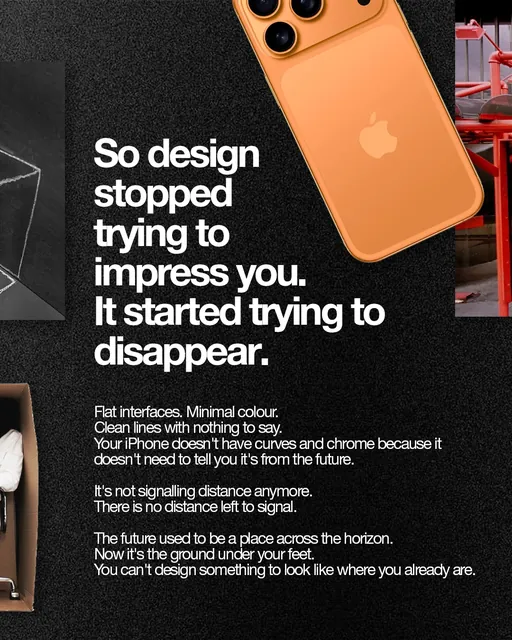 So design
stopped
trying to
impress you.
It started trying to
disappear.
Flat interfaces. Minimal colour.
Clean lines with nothing to say.
Your iPhone doesn't have curves and chrome because it
doesn't need to tell you it's from the future.
It's not signalling distance anymore.
There is no distance left to signal.
The future used to be a place across the horizon.
Now it's the ground under your feet.
You can't design something to look like where you already are.